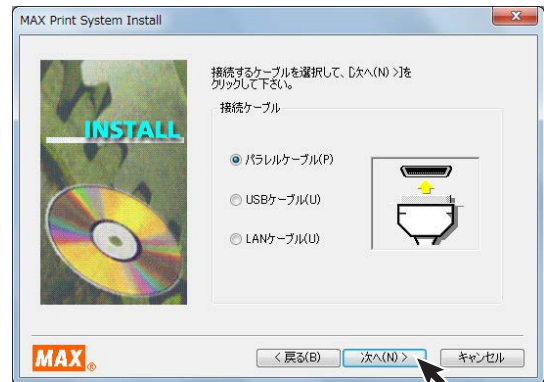 MAX Print System Install
接続するケーブルを選択して、[次へ(N) >]を
クリックして下さい。
接続ケーブル
INSTALL
パラレルケーブル(P)
USBケーブル(U)
LANケーブル(U)
MAX®
< 戻る(B)
次へ(N) >
キャンセル